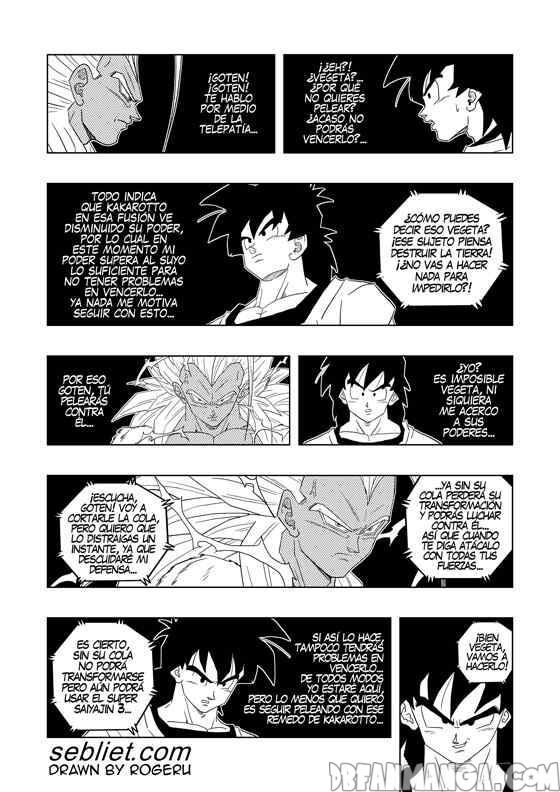 ¡GOTEN!
¡GOTEN!
TE HABLO
POR MEDIO
DE LA
TELEPATÍA...
¡¿EH?!
¿VEGETA?...
¿POR QUÉ
NO QUIERES
PELEAR?
¿ACASO NO
PODRÁS
VENCERLO?...
TODO INDICA
QUE KAKAROTTO
EN ESA FUSIÓN VE
DISMINUIDO SU PODER,
POR LO CUAL EN
ESTE MOMENTO MI
PODER SUPERA AL SUYO
LO SUFICIENTE PARA
NO TENER PROBLEMAS
EN VENCERLO...
YA NADA ME MOTIVA
SEGUIR CON ESTO...
¿CÓMO PUEDES
DECIR ESO VEGETA?
¡ESE SUJETO PIENSA
DESTRUIR LA TIERRA!
¡¿NO VAS A HACER
NADA PARA
IMPEDIRLO?!
POR ESO
GOTEN, TÚ
PELEARÁS
CONTRA
ÉL...
¿YO?
ES IMPOSIBLE
VEGETA, NI
SIQUIERA
ME ACERCO
A SUS
PODERES...
¡ESCUCHA,
GOTEN! VOY A
CORTARLE LA COLA,
PERO QUIERO QUE
LO DISTRAIGAS UN
INSTANTE, YA QUE
DESCUIDARÉ MI
DEFENSA...
...YA SIN SU
COLA PERDERÁ SU
TRANSFORMACIÓN
Y PODRÁS LUCHAR
CONTRA ÉL...
ASÍ QUE CUANDO
TE DIGA ATÁCALO
CON TODAS TUS
FUERZAS...
ES CIERTO,
SIN SU COLA
NO PODRÁ
TRANSFORMARSE
PERO AÚN PODRÁ
USAR EL SUPER
SAIYAJIN 3...
SI ASÍ LO HACE,
TAMPOCO TENDRÁS
PROBLEMAS EN
VENCERLO...
DE TODOS MODOS
YO ESTARE AQUÍ,
PERO LO MENOS QUE QUIERO
ES SEGUIR PELEANDO CON ESE
REMEDO DE KAKAROTTO...
¡BIEN
VEGETA,
VAMOS A
HACERLO!
sebliet.com
DRAWN BY ROGERU
DBFANMANGA.COM